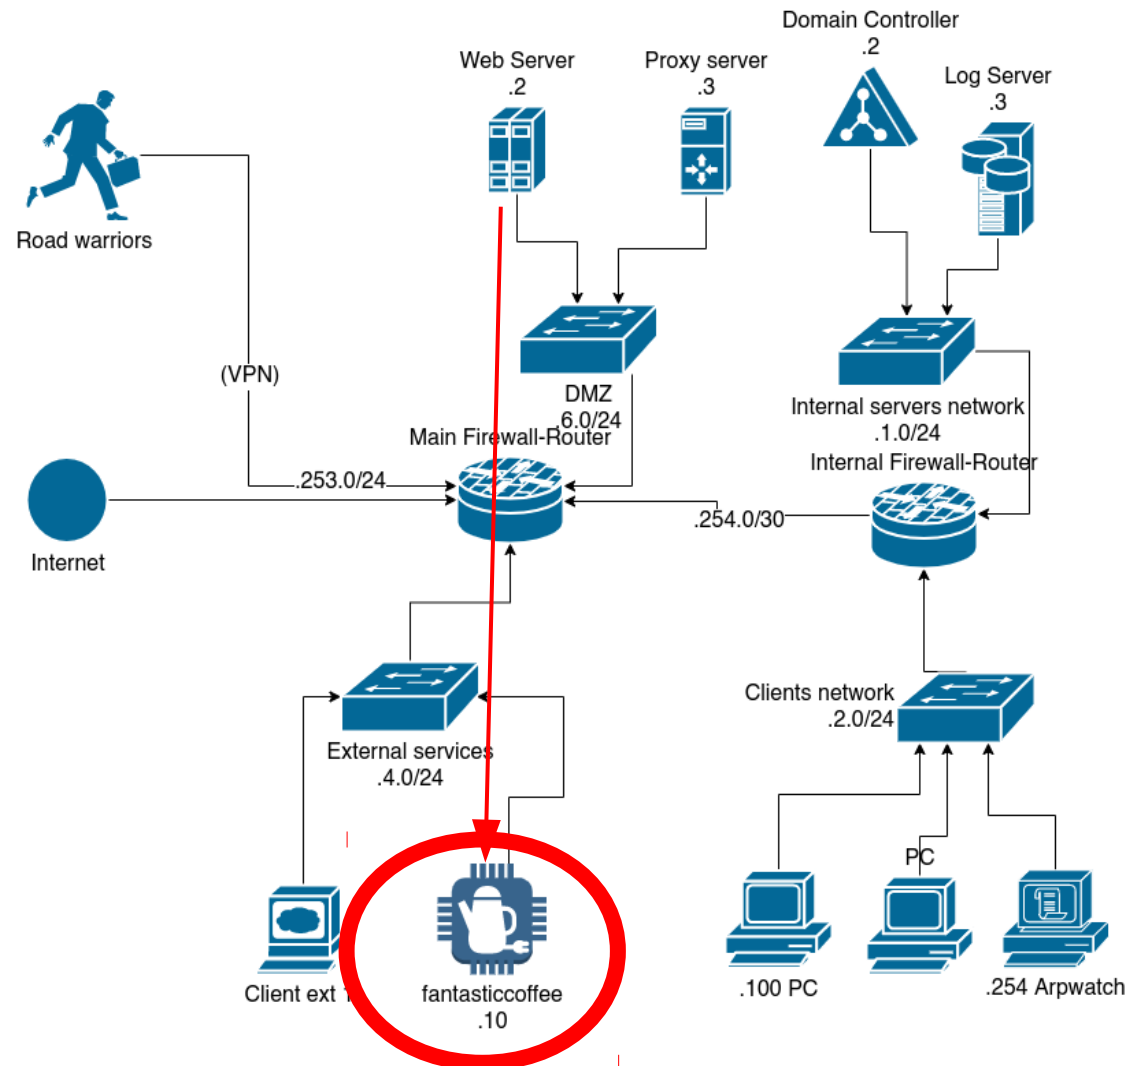 Domain Controller
.2
Web Server
.2
Proxy server
.3
Log Server
.3
Road warriors
(VPN)
DMZ
.6.0/24
Main Firewall-Router
Internal servers network
.1.0/24
Internal Firewall-Router
.253.0/24
.254.0/30
Internet
Clients network
.2.0/24
External services
.4.0/24
PC
Client ext 1
fantasticcoffee
.10
.100 PC
.254 Arpwatch